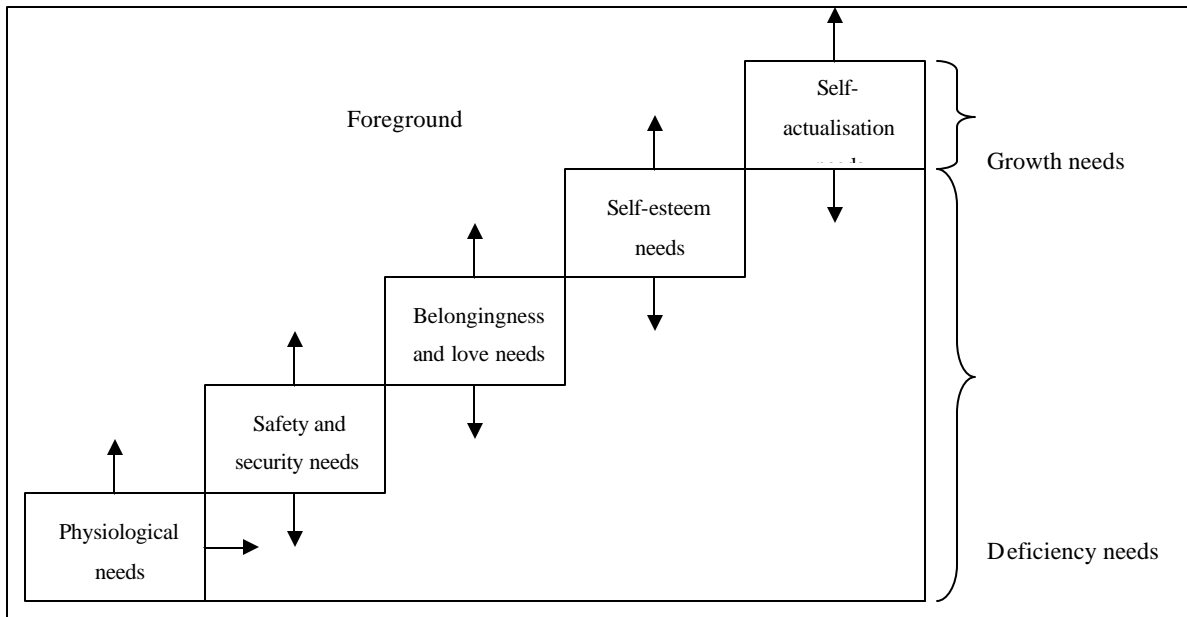 Self-
actualisation
Foreground
Growth needs
Self-esteem
needs
Belongingness
and love needs
Safety and
security needs
Physiological
needs
Deficiency needs